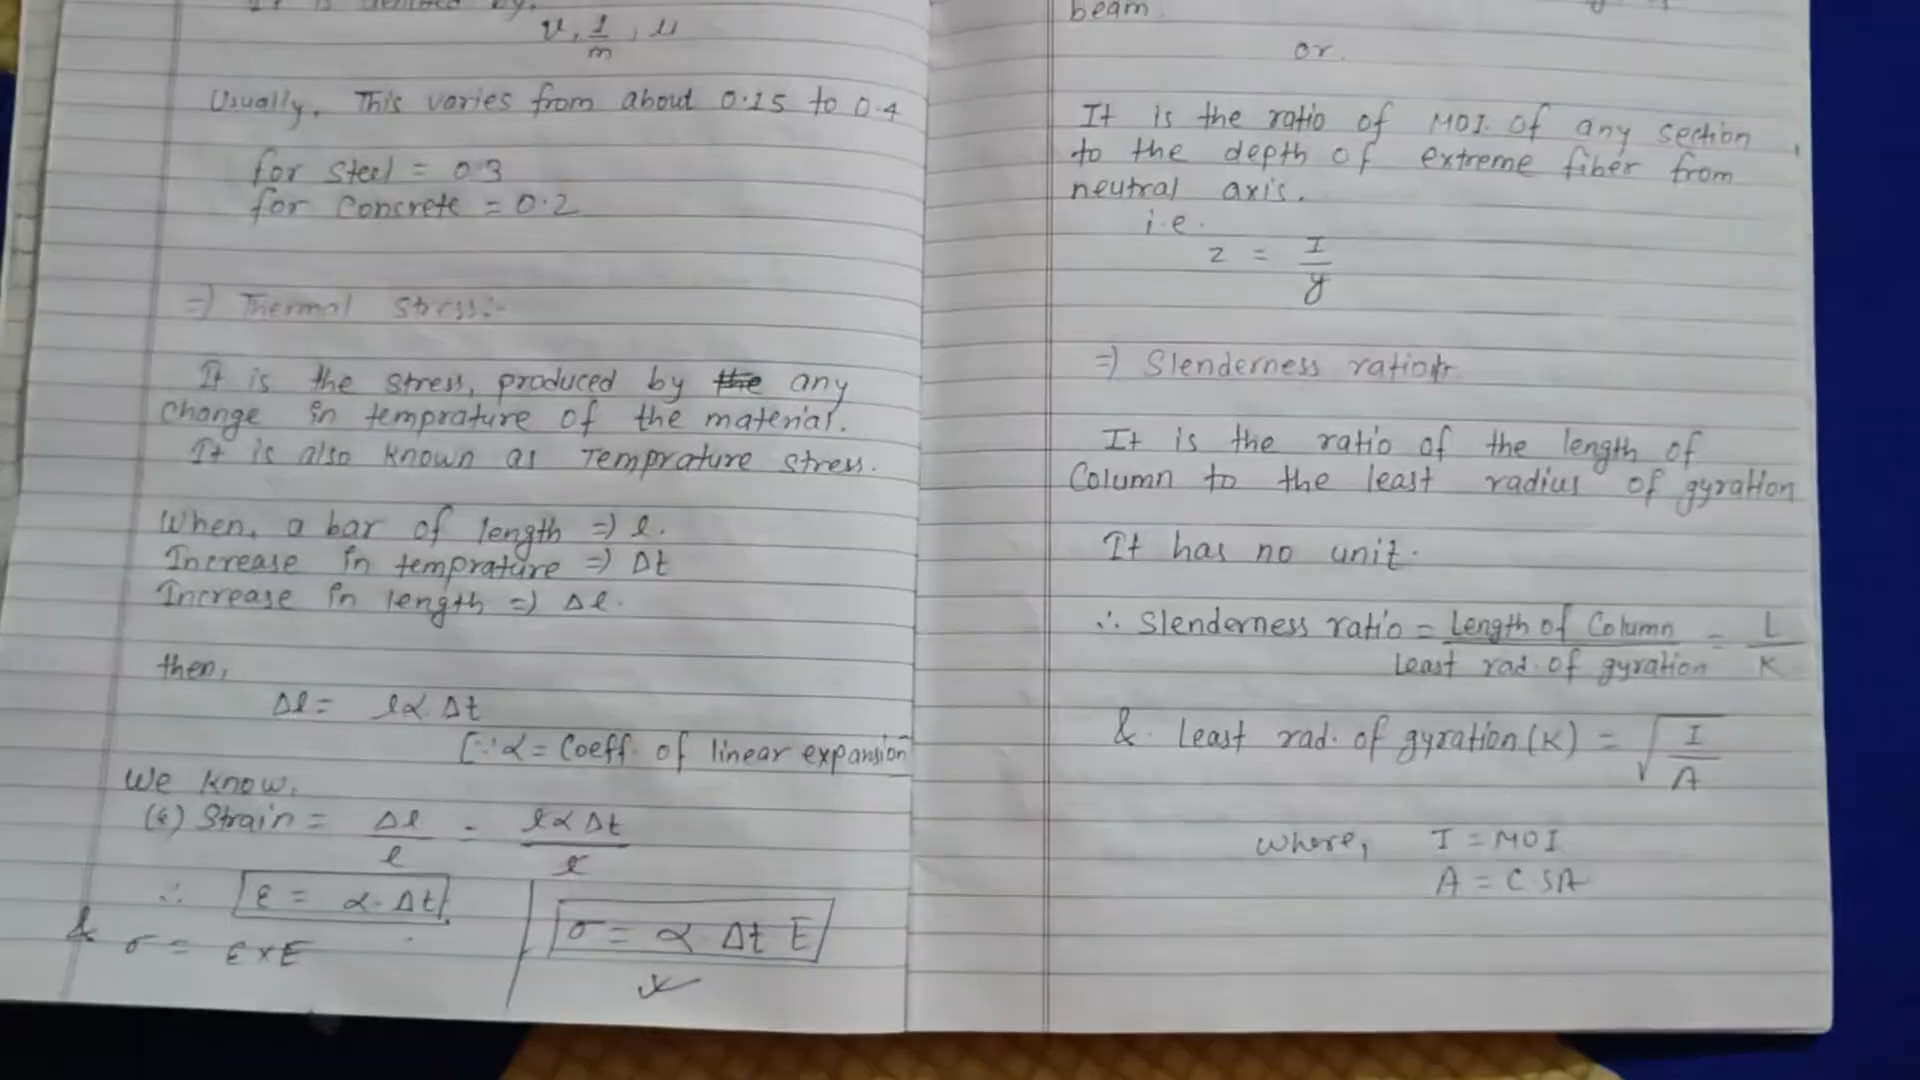 It is denoted by.
ν, 1/m, μ
Usually, This varies from about 0.15 to 0.4
for steel = 0.3
for concrete = 0.2
=) Thermal stress:-
It is the stress, produced by the any
change in temprature of the material.
It is also known as Temprature stress.
When, a bar of length => l.
Increase in temprature => Δt
Increase in length => Δl.
then,
Δl = lα.Δt
[∵ α = Coeff. of linear expansion
We know,
(ε) Strain = Δl/l = lαΔt/l
∴ ε = α.Δt
& σ = ε×E
σ = α.Δt E
beam
or.
It is the ratio of MOI. of any section
to the depth of extreme fiber from
neutral axis.
i.e.
z = I/y
=) Slenderness ratio:-
It is the ratio of the length of
Column to the least radius of gyration
It has no unit.
∴ Slenderness ratio = Length of Column/Least rad. of gyration = L/K
& Least rad. of gyration (K) = √I/A
where, I = MOI
A = C.SA